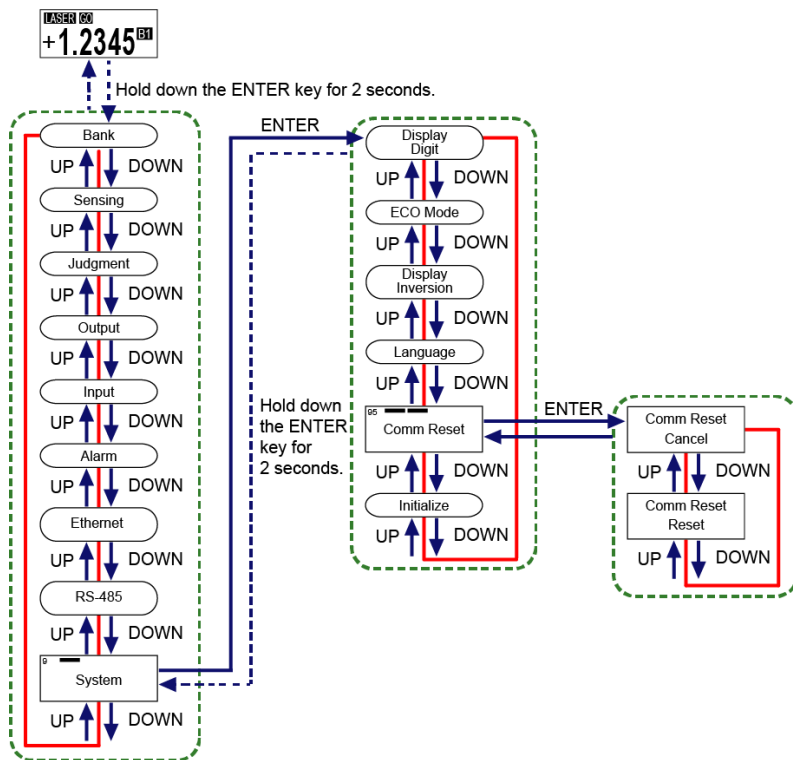 LASER GO
+1.2345 B1
Hold down the ENTER key for 2 seconds.
Bank
UP DOWN
Sensing
UP DOWN
Judgment
UP DOWN
Output
UP DOWN
Input
UP DOWN
Alarm
UP DOWN
Ethernet
UP DOWN
RS-485
UP DOWN
9
System
UP DOWN
ENTER
Display
Digit
UP DOWN
ECO Mode
UP DOWN
Display
Inversion
UP DOWN
Language
UP DOWN
Hold down
the ENTER
key for
2 seconds.
95
Comm Reset
UP DOWN
Initialize
UP DOWN
ENTER
Comm Reset
Cancel
UP DOWN
Comm Reset
Reset
UP DOWN